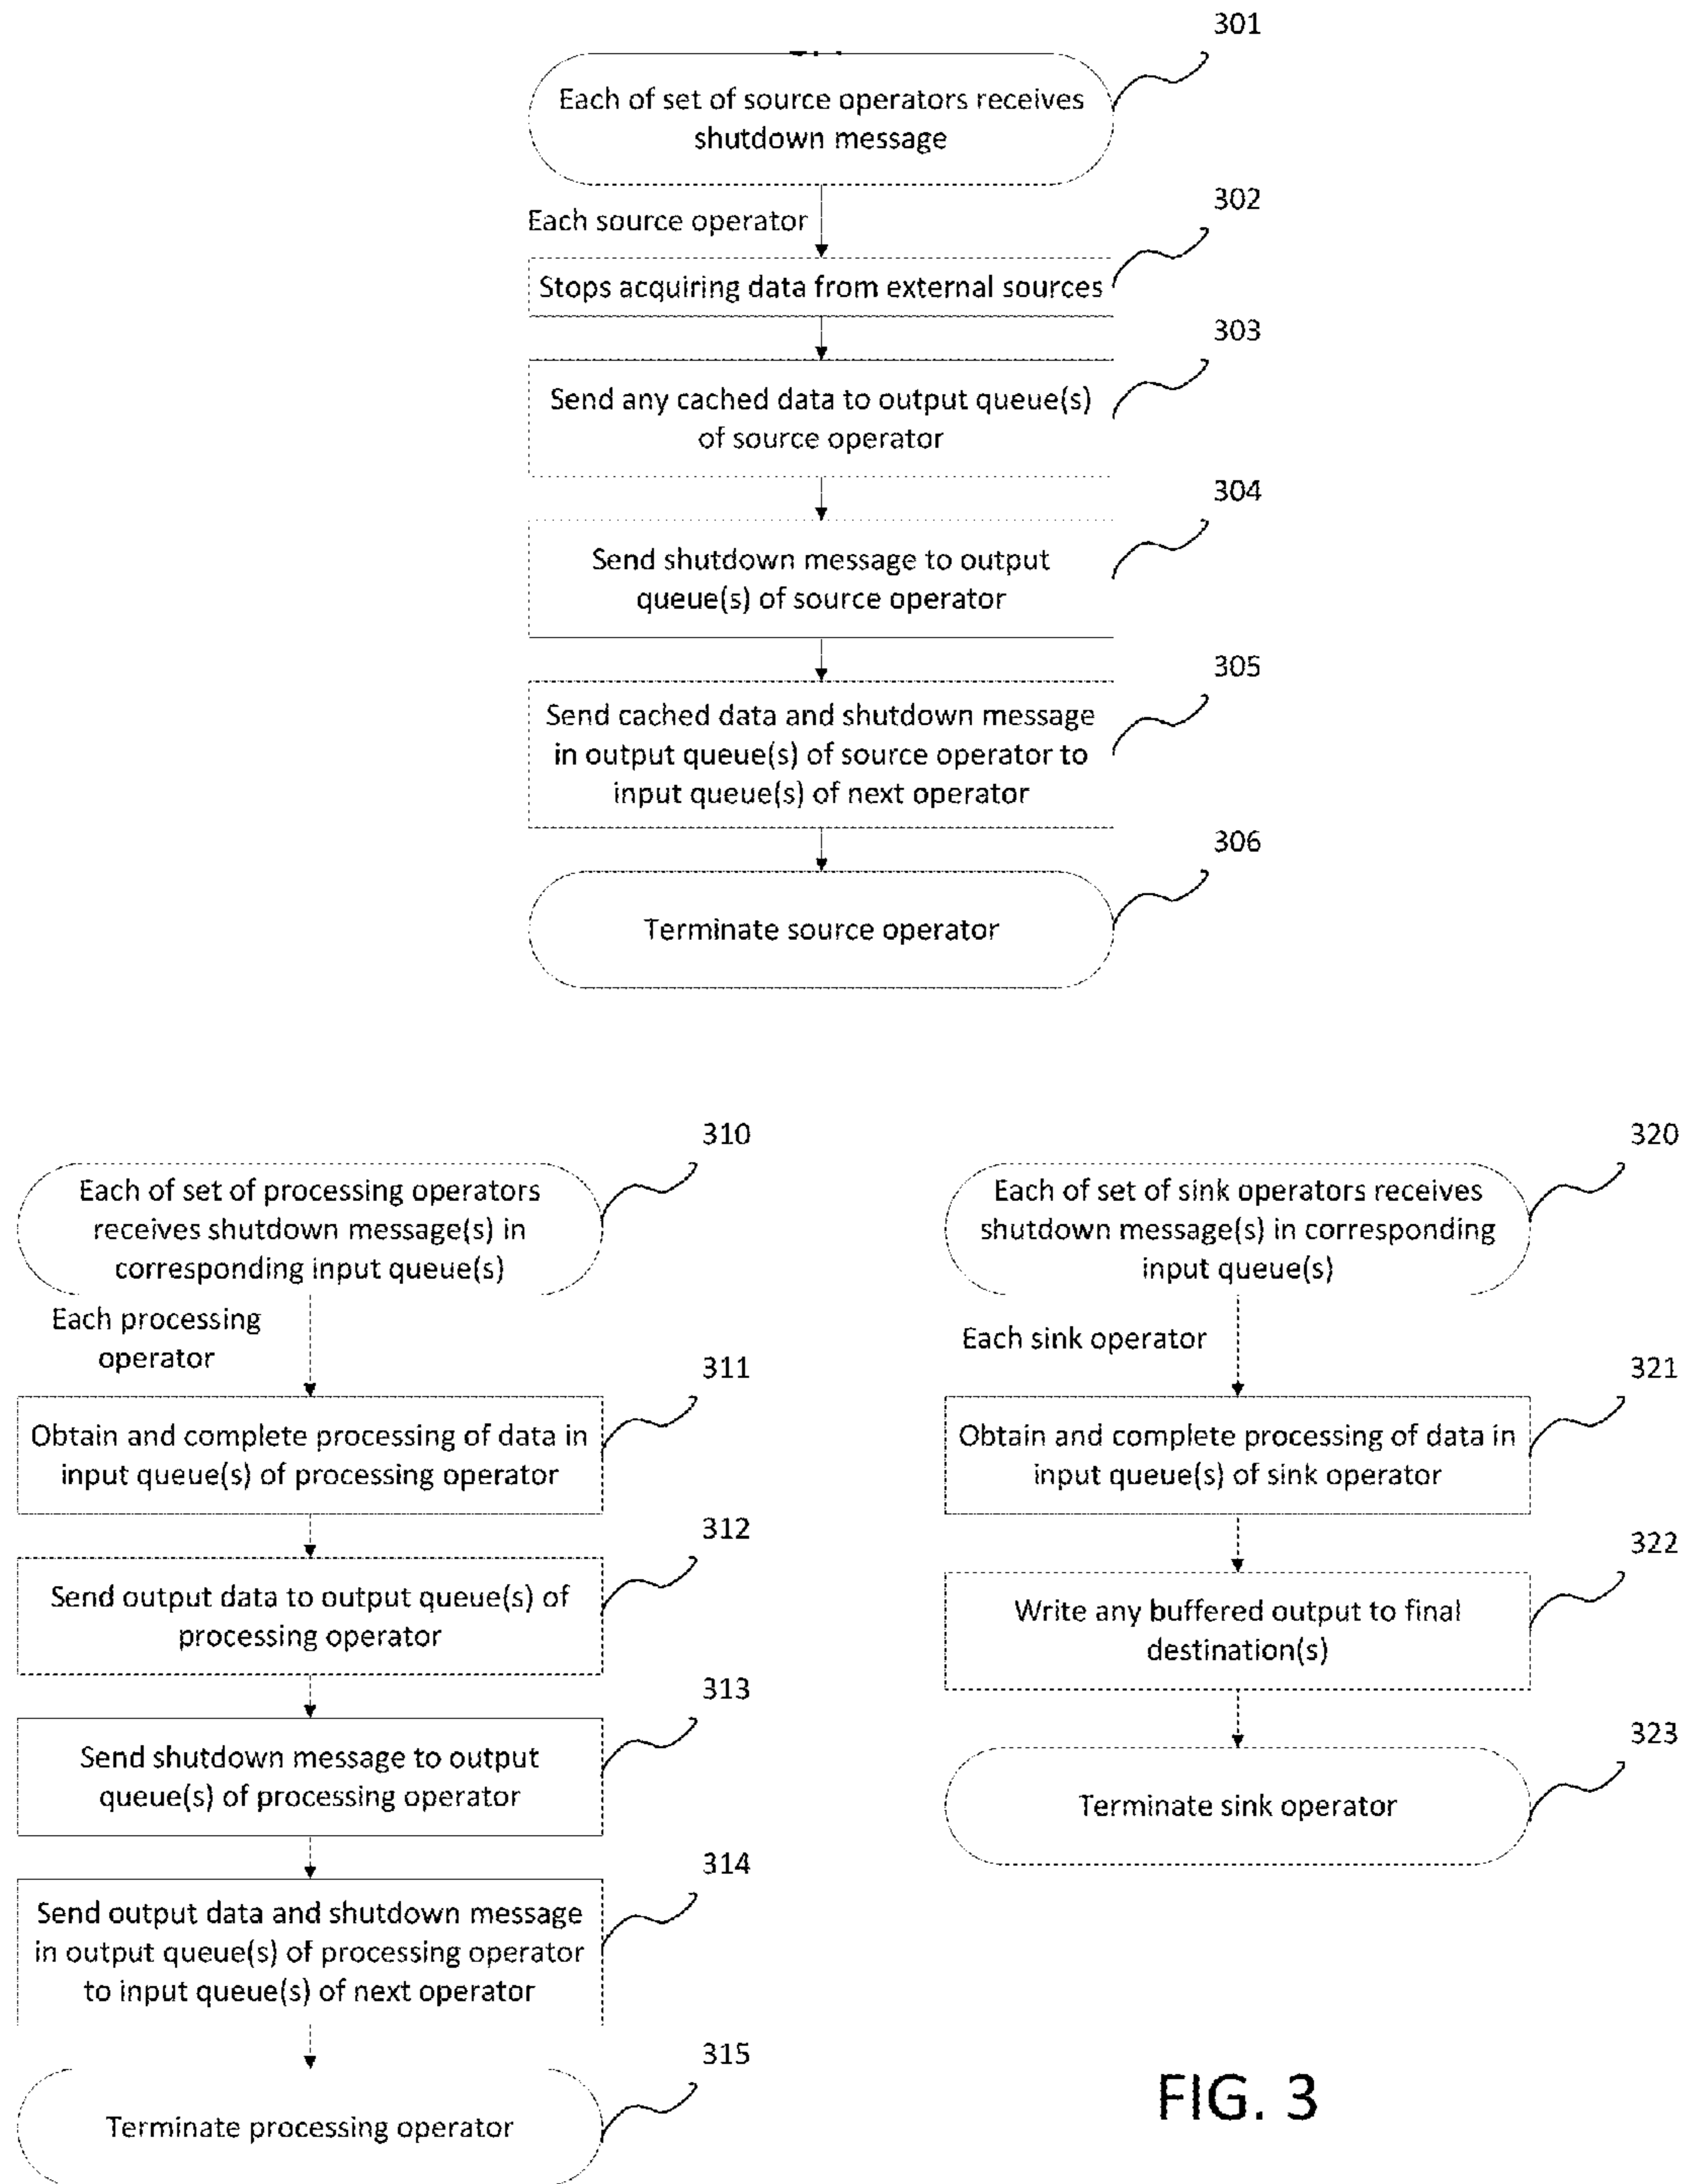 301
Each of set of source operators receives
shutdown message
302
Each source operator
Stops acquiring data from external sources
303
Send any cached data to output queue(s)
of source operator
304
Send shutdown message to output
queue(s) of source operator
305
Send cached data and shutdown message
in output queue(s) of source operator to
input queue(s) of next operator
306
Terminate source operator
310
Each of set of processing operators
receives shutdown message(s) in
corresponding input queue(s)
Each processing
operator
311
Obtain and complete processing of data in
input queue(s) of processing operator
312
Send output data to output queue(s) of
processing operator
313
Send shutdown message to output
queue(s) of processing operator
314
Send output data and shutdown message
in output queue(s) of processing operator
to input queue(s) of next operator
315
Terminate processing operator
320
Each of set of sink operators receives
shutdown message(s) in corresponding
input queue(s)
Each sink operator
321
Obtain and complete processing of data in
input queue(s) of sink operator
322
Write any buffered output to final
destination(s)
323
Terminate sink operator
FIG. 3